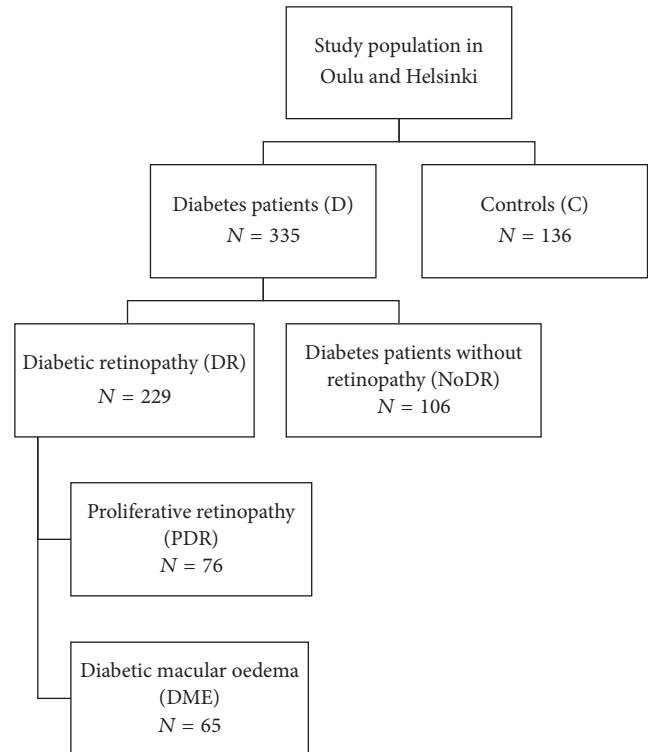 Study population in
Oulu and Helsinki
Diabetes patients (D)
N = 335
Controls (C)
N = 136
Diabetic retinopathy (DR)
N = 229
Diabetes patients without
retinopathy (NoDR)
N = 106
Proliferative retinopathy
(PDR)
N = 76
Diabetic macular oedema
(DME)
N = 65